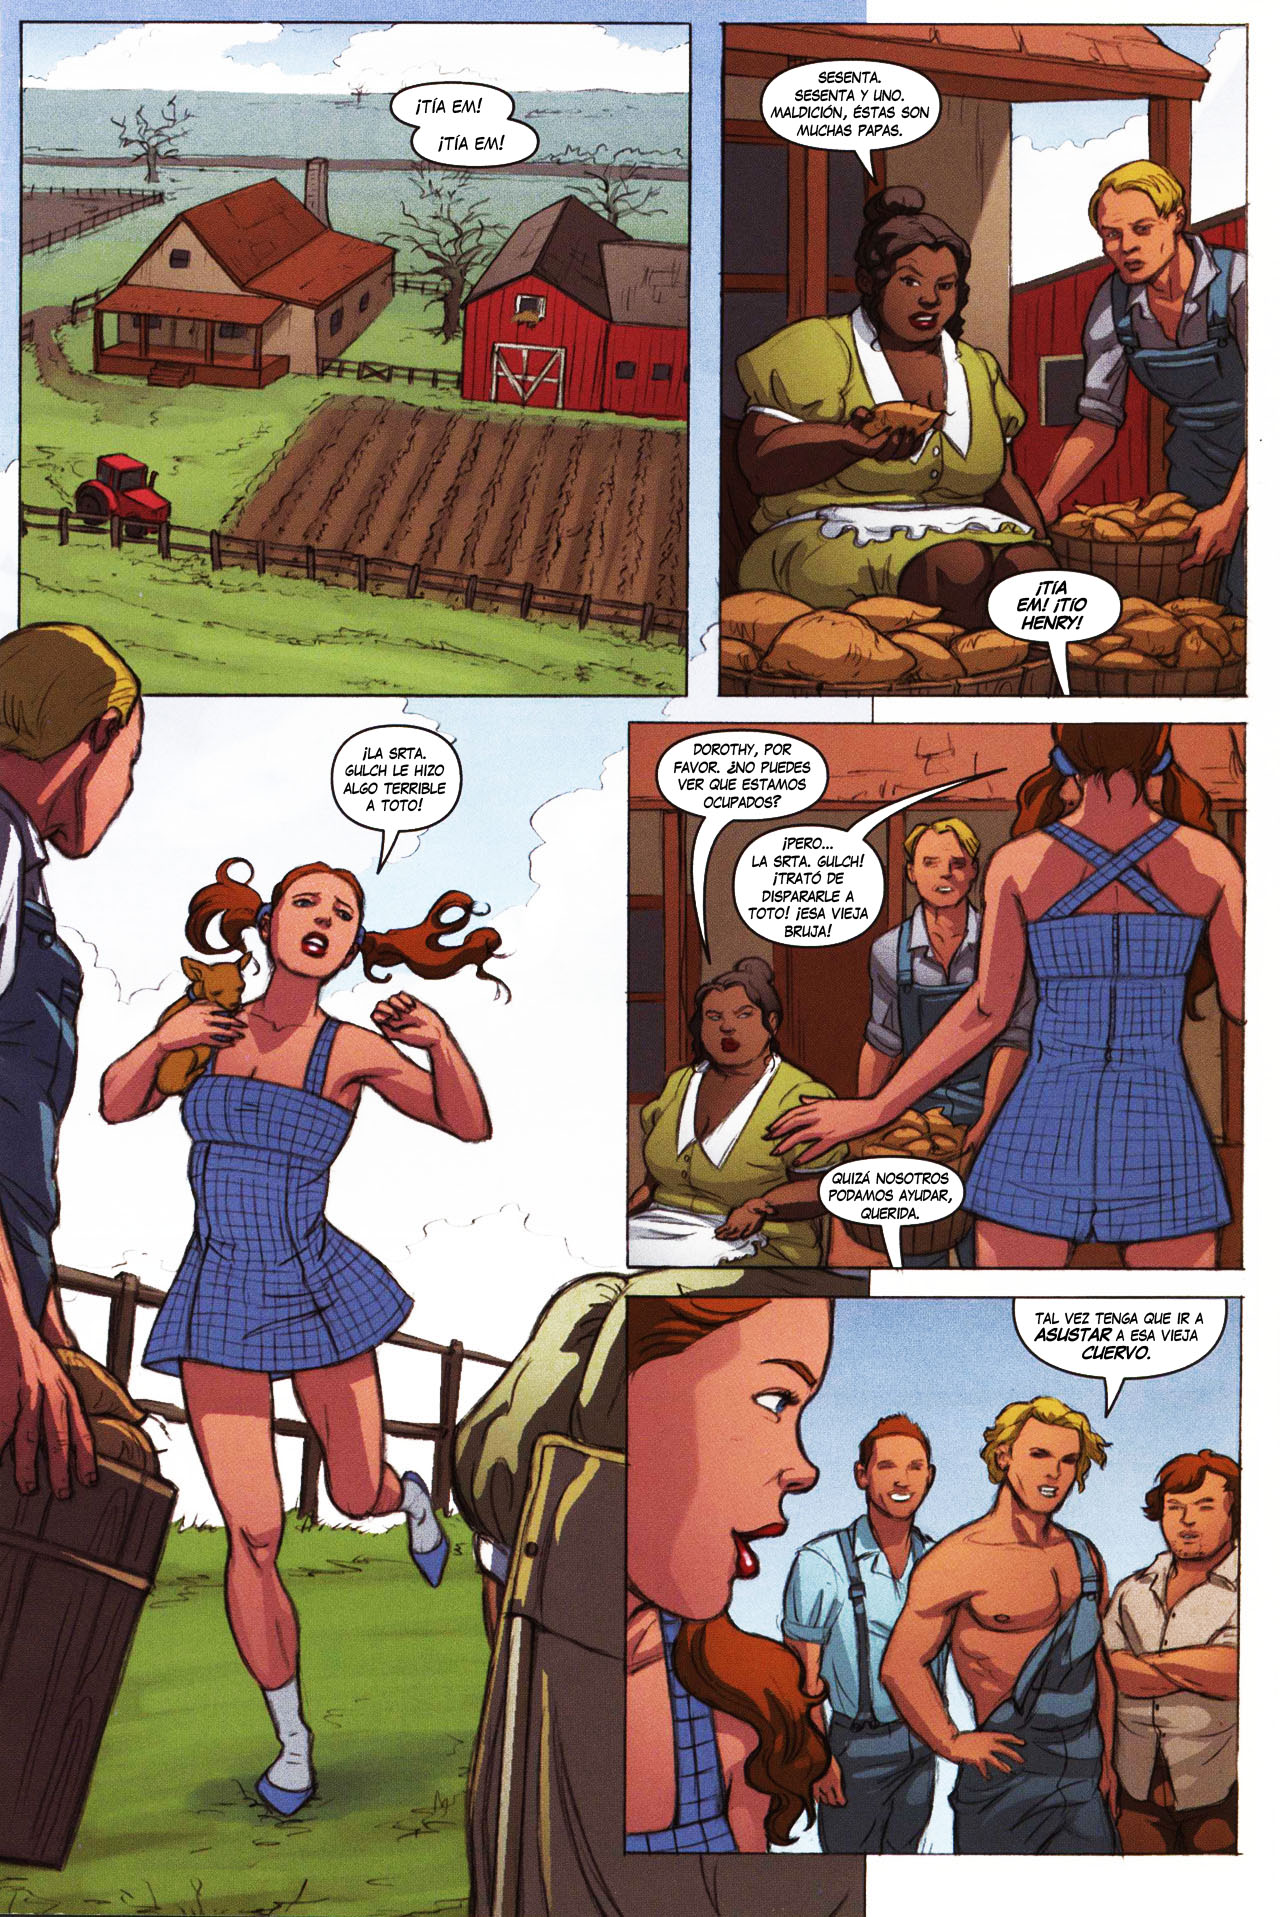 ¡TÍA EM!
¡TÍA EM!
SESENTA.
SESENTA Y UNO.
MALDICIÓN, ÉSTAS SON
MUCHAS PAPAS.
¡TÍA
EM! ¡TÍO
HENRY!
¡LA SRTA.
GULCH LE HIZO
ALGO TERRIBLE
A TOTO!
DOROTHY, POR
FAVOR. ¿NO PUEDES
VER QUE ESTAMOS
OCUPADOS?
¡PERO...
LA SRTA. GULCH!
¡TRATÓ DE
DISPARARLE A
TOTO! ¡ESA VIEJA
BRUJA!
QUIZÁ NOSOTROS
PODAMOS AYUDAR,
QUERIDA.
TAL VEZ TENGA QUE IR A
ASUSTAR A ESA VIEJA
CUERVO.